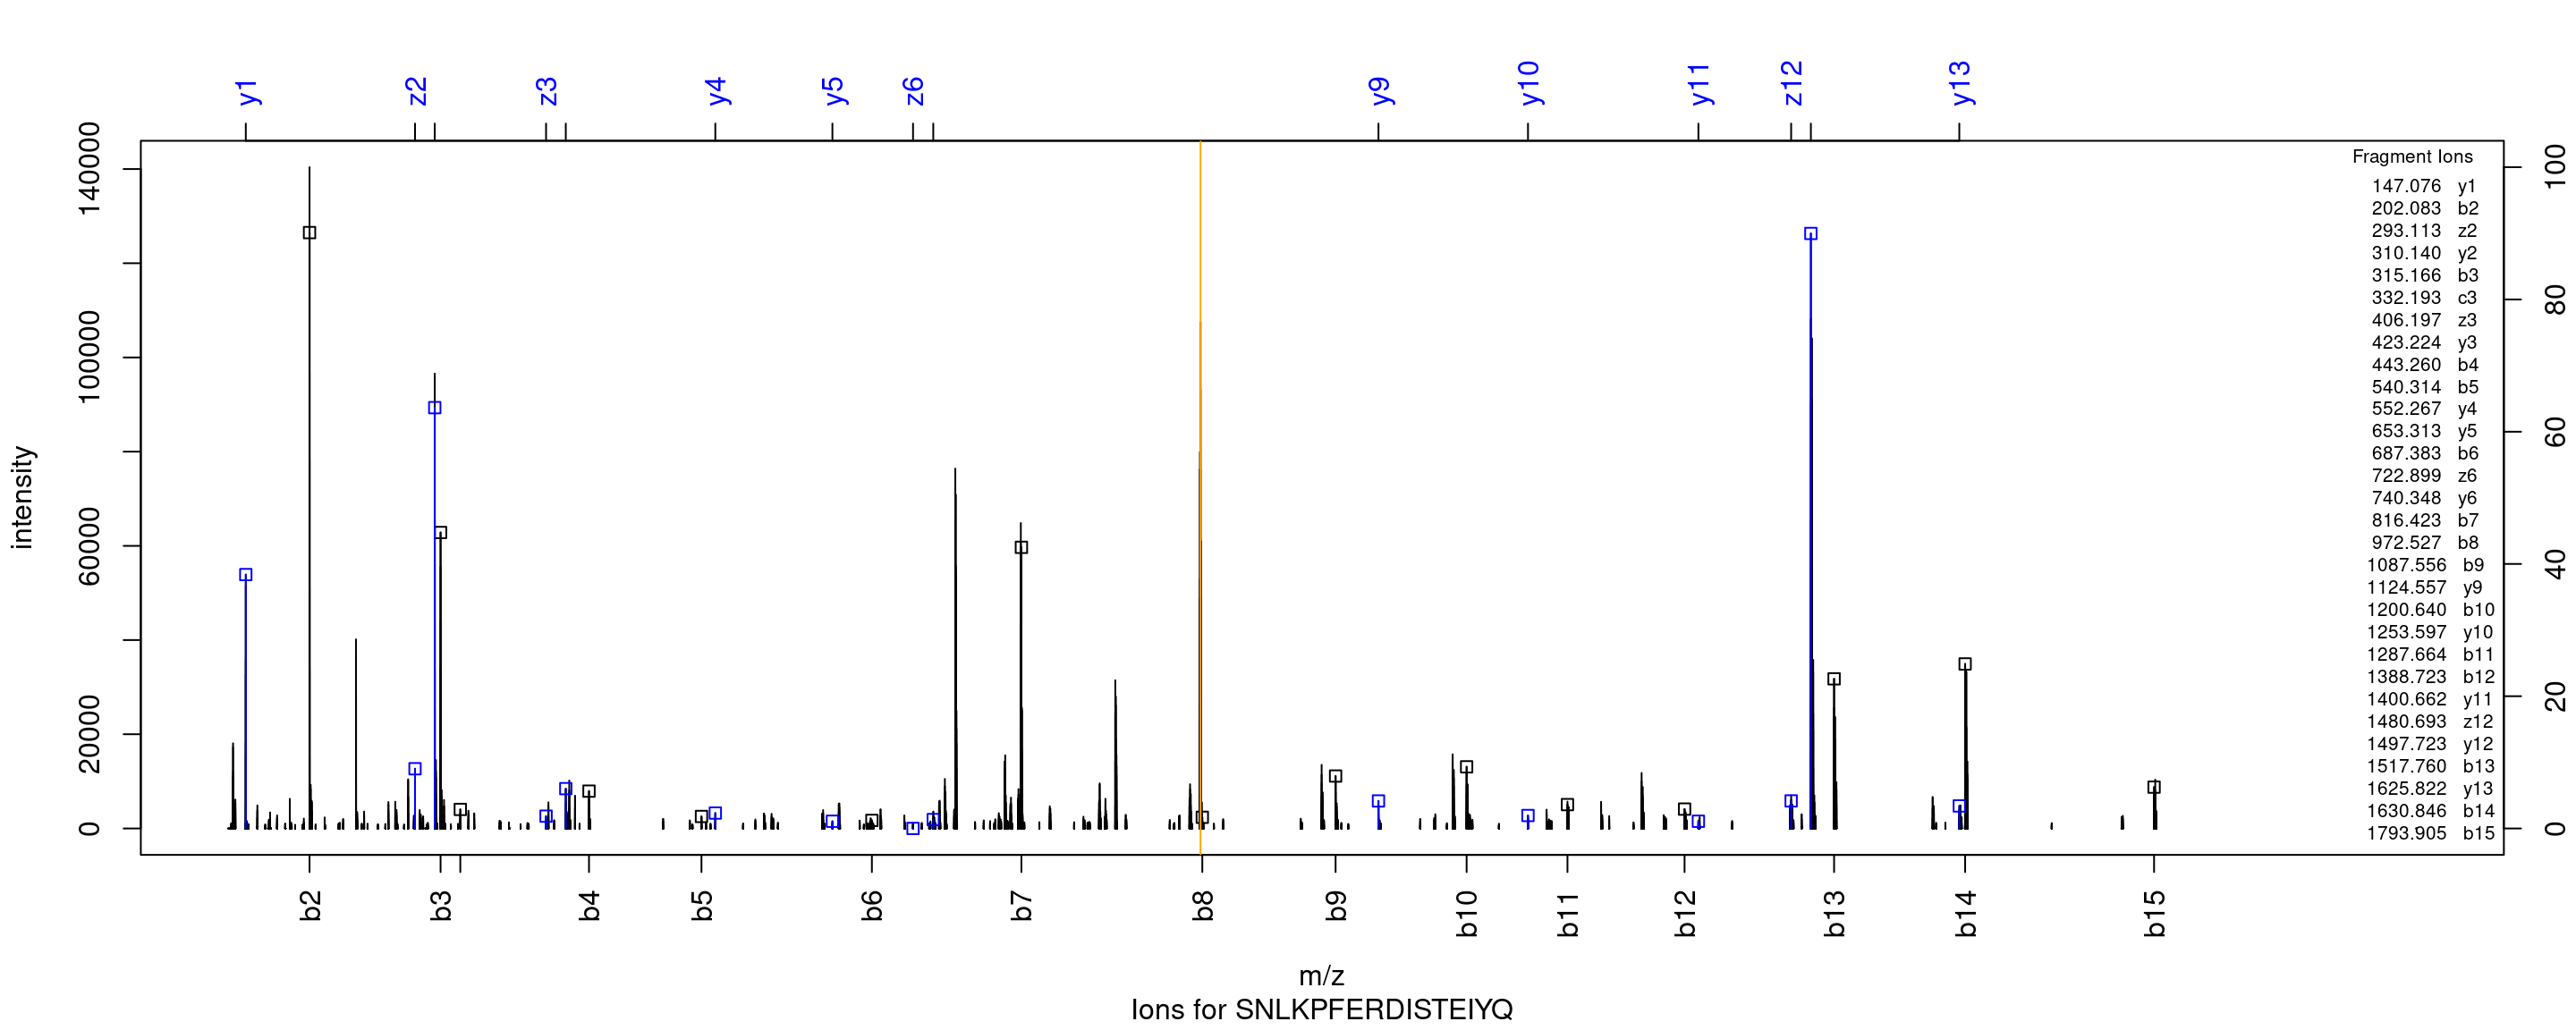 y1 z2 z3 y4 y5 z6 y9 y10 y11 z12 y13
140000
100000
60000
20000
0
intensity
100
80
60
40
20
0
Fragment Ions
147.076 y1
202.083 b2
293.113 z2
310.140 y2
315.166 b3
332.193 c3
406.197 z3
423.224 y3
443.260 b4
540.314 b5
552.267 y4
653.313 y5
687.383 b6
722.899 z6
740.348 y6
816.423 b7
972.527 b8
1087.556 b9
1124.557 y9
1200.640 b10
1253.597 y10
1287.664 b11
1388.723 b12
1400.662 y11
1480.693 z12
1497.723 y12
1517.760 b13
1625.822 y13
1630.846 b14
1793.905 b15
b2 b3 b4 b5 b6 b7 b8 b9 b10 b11 b12 b13 b14 b15
m/z
Ions for SNLKPFERDISTEIYQ